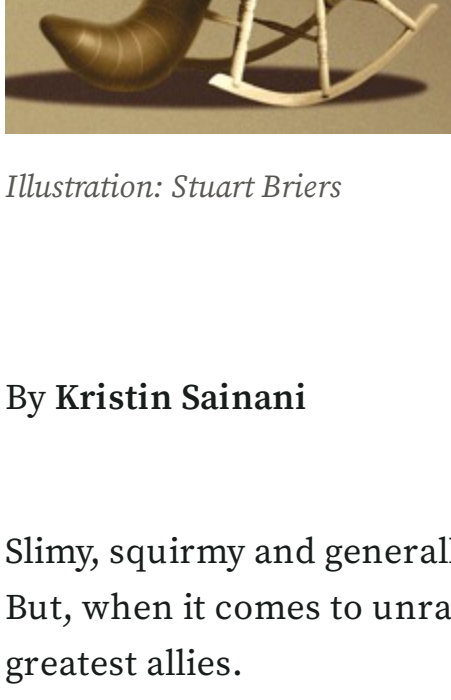 Illustration: Stuart Briers
By Kristin Sainani
Slimy, squirmy and general
But, when it comes to unra
greatest allies.